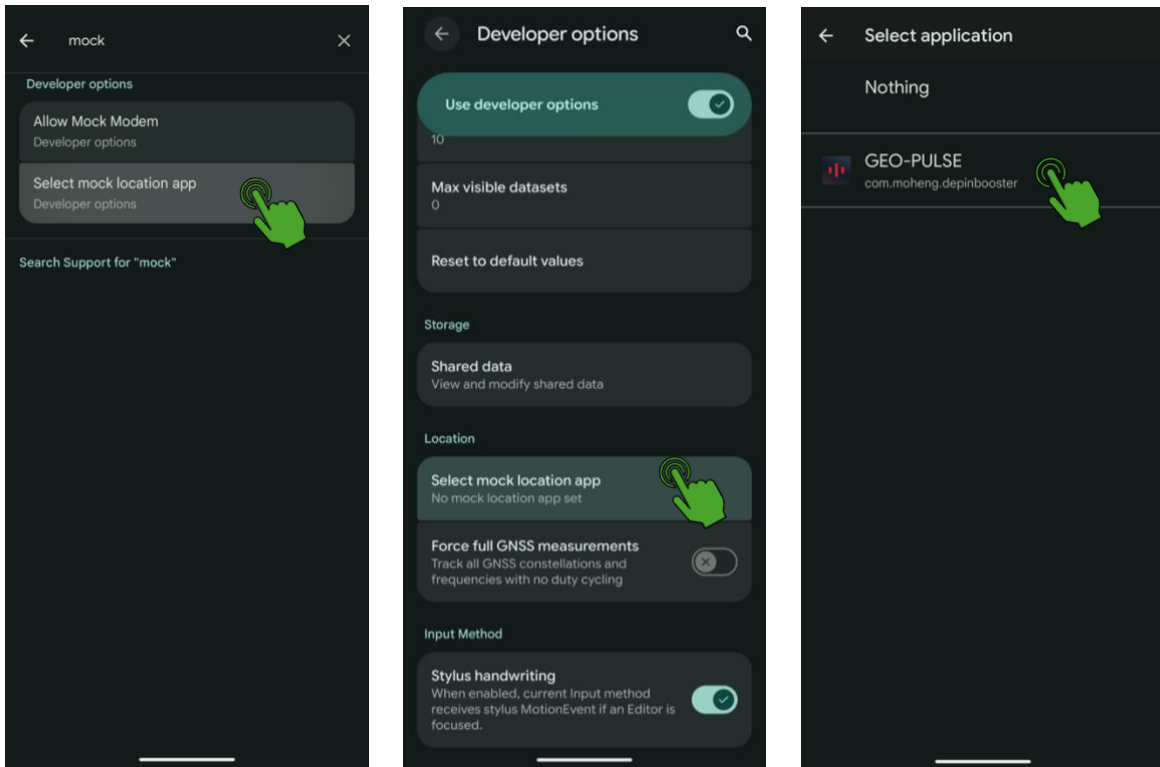 mock
Developer options
Allow Mock Modem
Developer options
Select mock location app
Developer options
Search Support for "mock"
Developer options
Use developer options
10
Max visible datasets
0
Reset to default values
Storage
Shared data
View and modify shared data
Location
Select mock location app
No mock location app set
Force full GNSS measurements
Track all GNSS constellations and
frequencies with no duty cycling
Input Method
Stylus handwriting
When enabled, current Input method
receives stylus MotionEvent if an Editor is
focused.
Select application
Nothing
GEO-PULSE
com.moheng.depinbooster